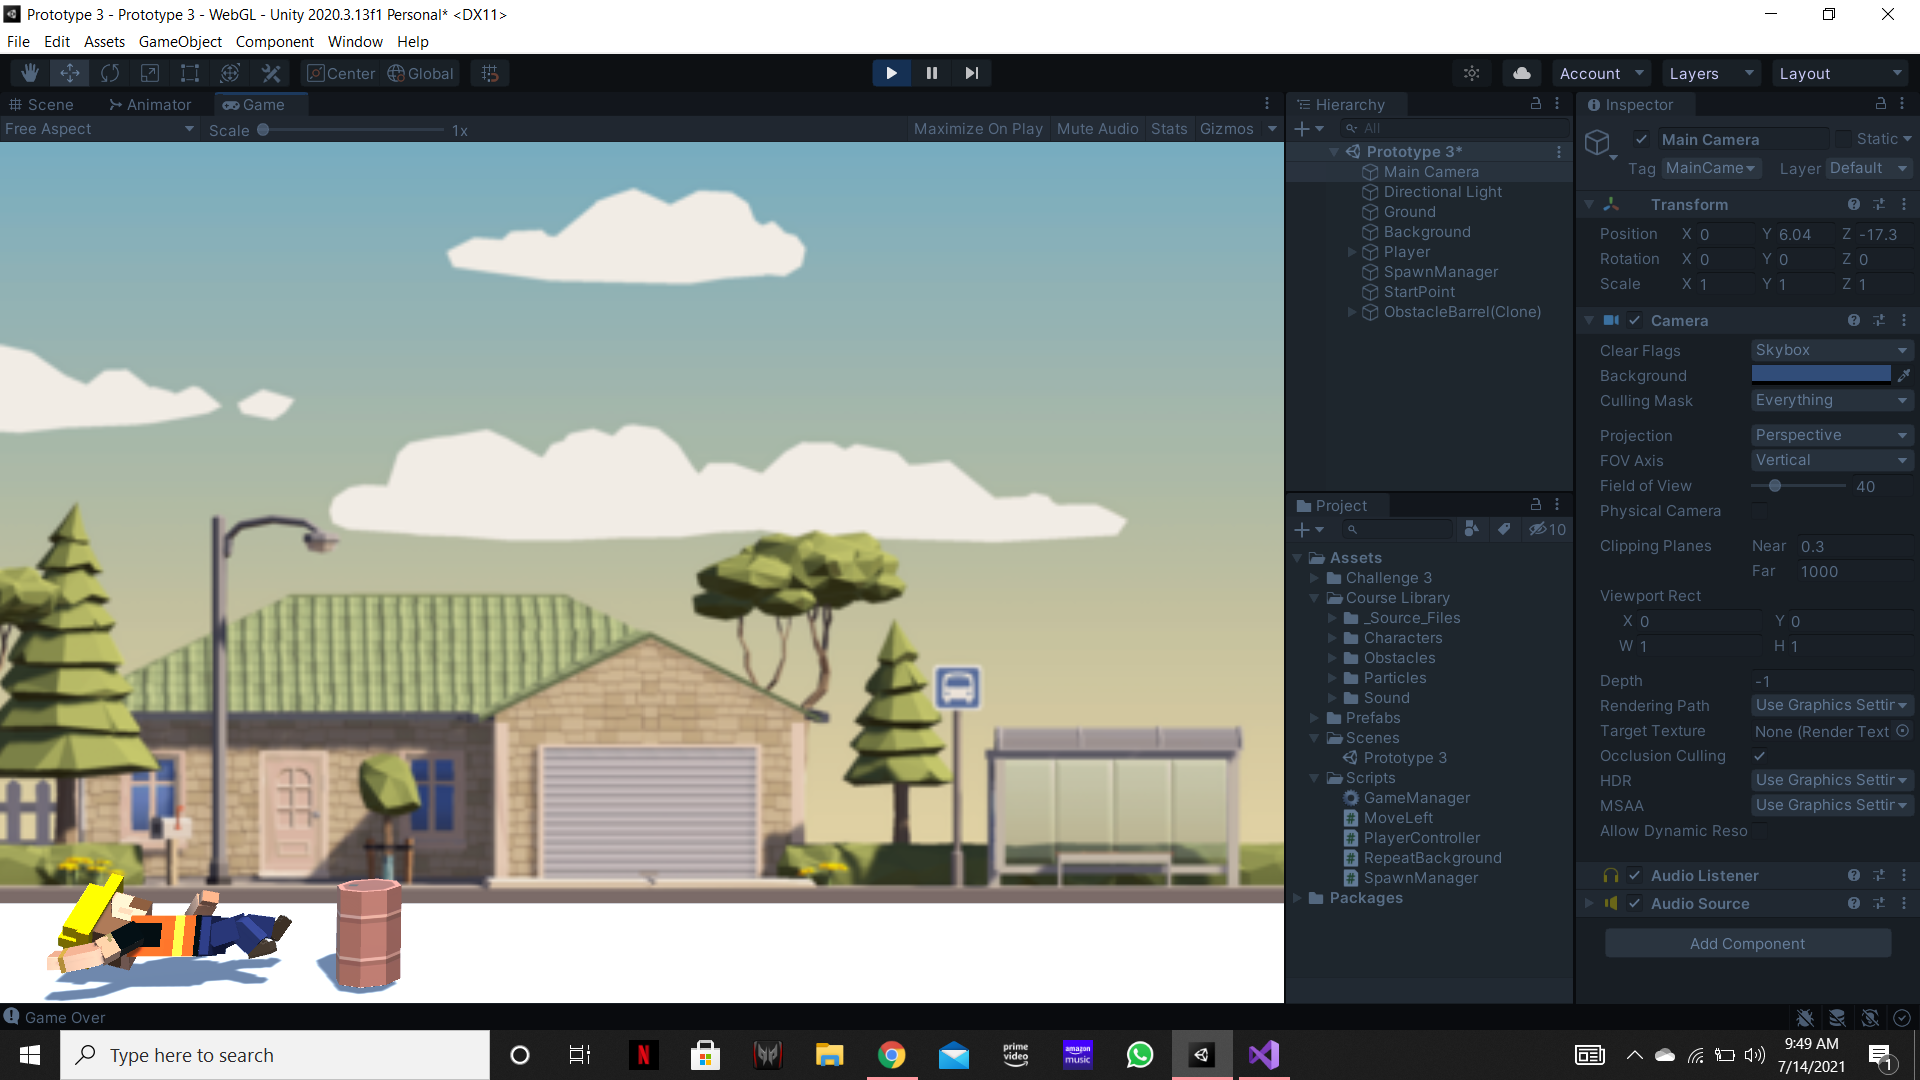 Prototype 3 - Prototype 3 - WebGL - Unity 2020.3.13f1 Personal* <DX11>
File Edit Assets GameObject Component Window Help
Center Global Account Layers Layout
Scene Animator Game
Free Aspect Scale 1x Maximize On Play Mute Audio Stats Gizmos
Hierarchy
All
Prototype 3*
Main Camera
Directional Light
Ground
Background
Player
SpawnManager
StartPoint
ObstacleBarrel(Clone)
Project
10
Assets
Challenge 3
Course Library
_Source_Files
Characters
Obstacles
Particles
Sound
Prefabs
Scenes
Prototype 3
Scripts
GameManager
MoveLeft
PlayerController
RepeatBackground
SpawnManager
Packages
Inspector
Main Camera Static
Tag MainCame Layer Default
Transform
Position X 0 Y 6.04 Z -17.3
Rotation X 0 Y 0 Z 0
Scale X 1 Y 1 Z 1
Camera
Clear Flags Skybox
Background
Culling Mask Everything
Projection Perspective
FOV Axis Vertical
Field of View 40
Physical Camera
Clipping Planes Near 0.3
Far 1000
Viewport Rect
X 0 Y 0
W 1 H 1
Depth -1
Rendering Path Use Graphics Settir
Target Texture None (Render Text
Occlusion Culling
HDR Use Graphics Settir
MSAA Use Graphics Settir
Allow Dynamic Reso
Audio Listener
Audio Source
Add Component
Game Over
Type here to search
N
prime video
amazon music
9:49 AM
7/14/2021
1